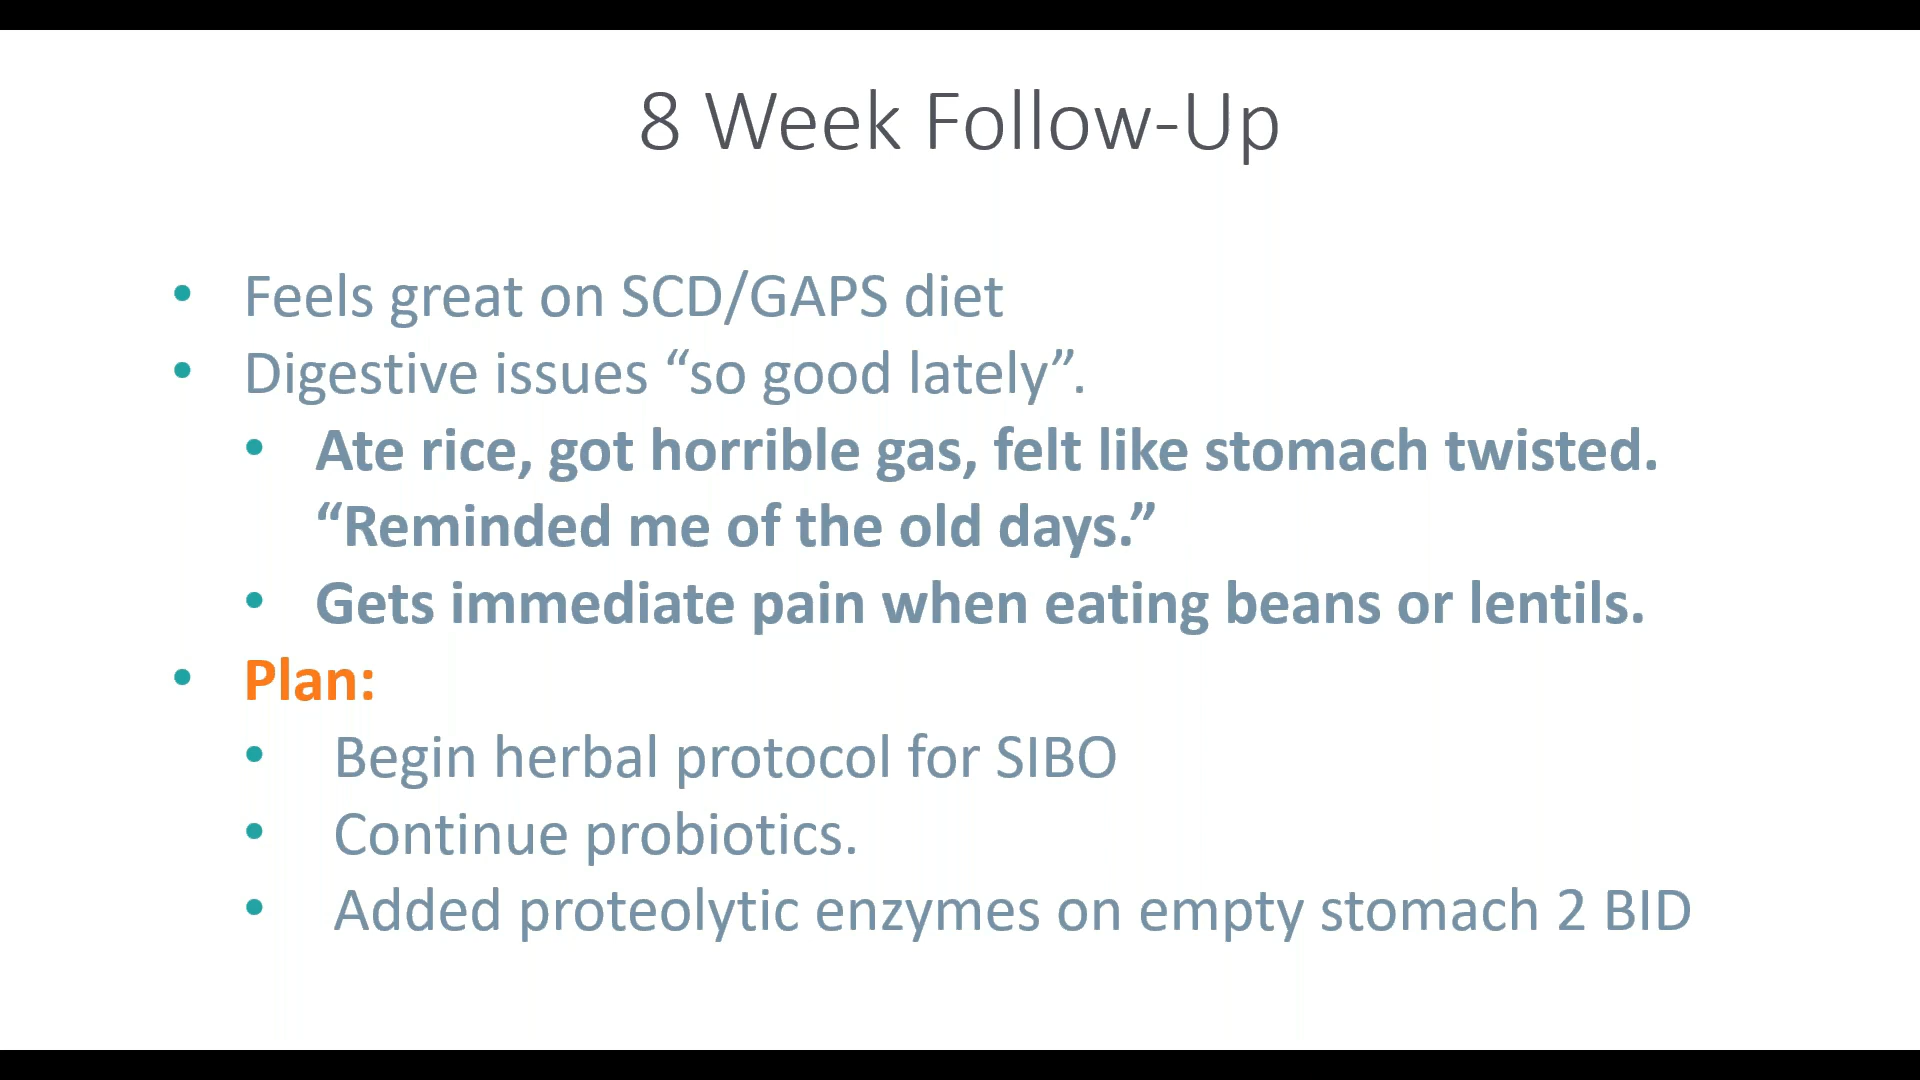 8 Week Follow-Up
• Feels great on SCD/GAPS diet
• Digestive issues “so good lately”.
• Ate rice, got horrible gas, felt like stomach twisted.
“Reminded me of the old days.”
• Gets immediate pain when eating beans or lentils.
• Plan:
• Begin herbal protocol for SIBO
• Continue probiotics.
• Added proteolytic enzymes on empty stomach 2 BID